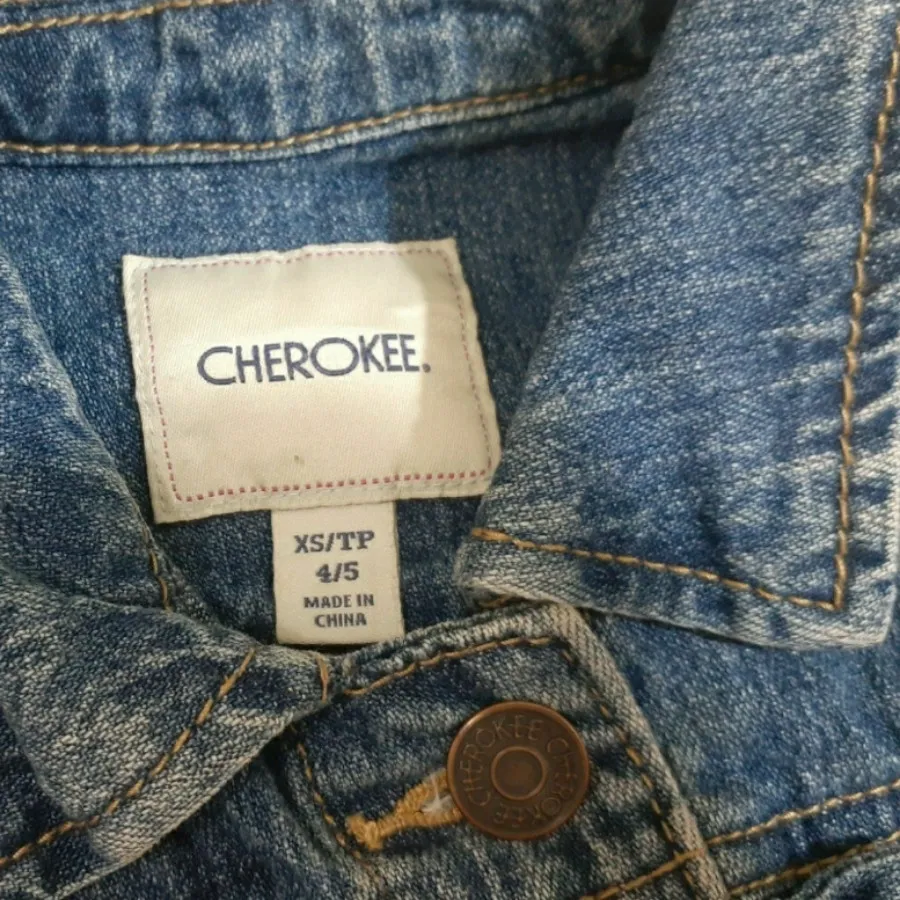 CHEROKEE.
XS/TP
4/5
MADE IN
CHINA
CHEROKEE CHEROKEE